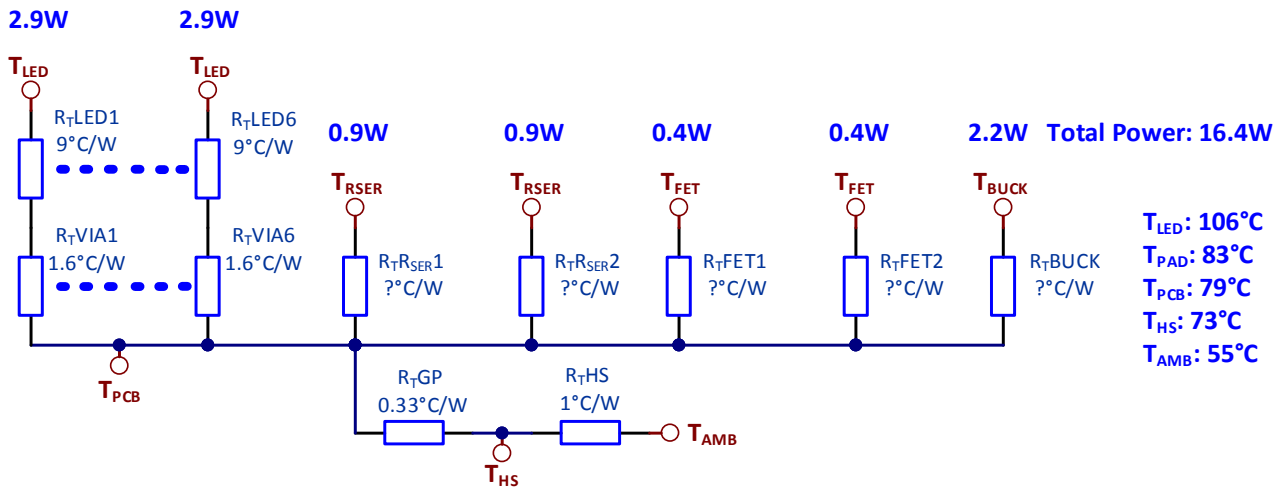 2.9W 2.9W
TLED TLED
RTLED1 RTLED6
9°C/W 9°C/W
0.9W 0.9W 0.4W 0.4W 2.2W Total Power: 16.4W
TRSER TRSER TFET TFET TBUCK
RTVIA1 RTVIA6
1.6°C/W 1.6°C/W
RTRSER1 RTRSER2 RTFET1 RTFET2 RTBUCK
?°C/W ?°C/W ?°C/W ?°C/W ?°C/W
TLED: 106°C
TPAD: 83°C
TPCB: 79°C
THS: 73°C
TAMB: 55°C
TPCB
RTGP RTHS
0.33°C/W 1°C/W
TAMB
THS